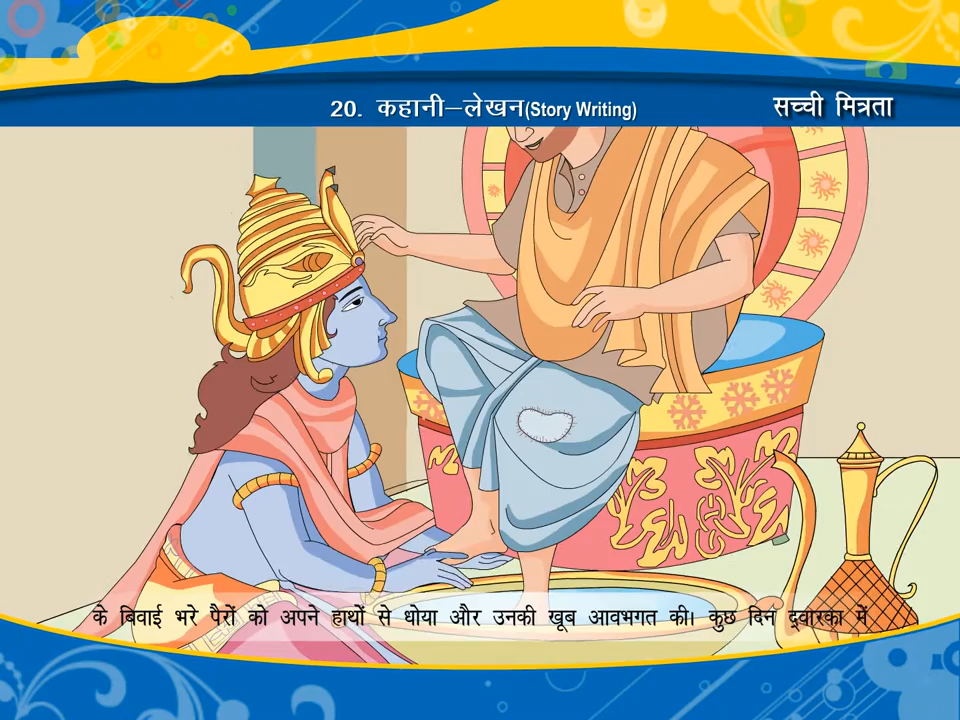 20. कहानी–लेखन(Story Writing)
सच्ची मित्रता
के बिवाई भरे पैरों को अपने हाथों से धोया और उनकी खूब आवभगत की। कुछ दिन द्वारका में